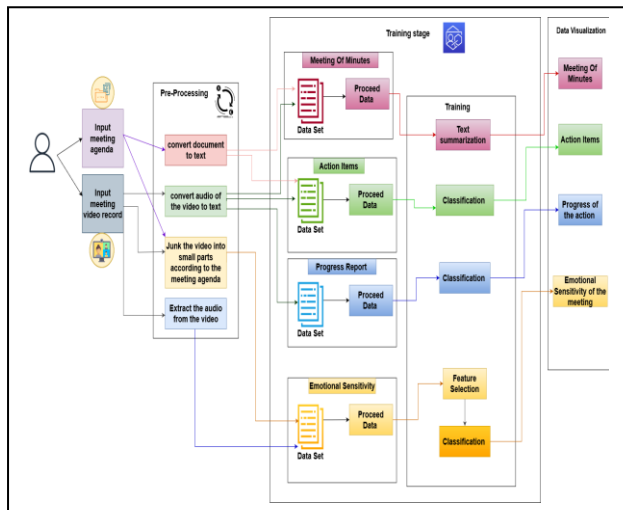 Training stage
Data Visualization
Meeting Of Minutes
Proceed
Data
Data Set
Meeting Of
Minutes
Pre-Processing
Input
meeting
agenda
Input
meeting
video record
convert document
to text
convert audio of
the video to text
Junk the video into
small parts
according to the
meeting agenda
Extract the audio
from the video
Training
Text
summarization
Action Items
Proceed
Data
Data Set
Classification
Action Items
Progress Report
Proceed
Data
Data Set
Classification
Progress of
the action
Emotional Sensitivity
Proceed
Data
Data Set
Feature
Selection
Classification
Emotional
Sensitivity of the
meeting